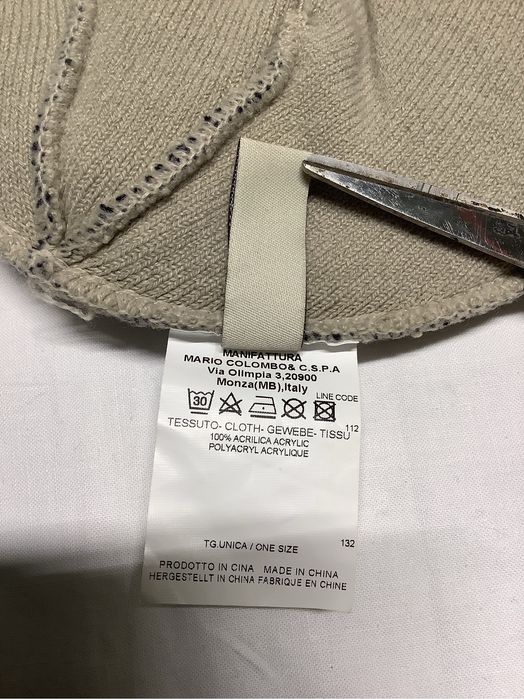 MANIFATTURA
MARIO COLOMBO& C.S.P.A
Via Olimpia 3,20900
Monza(MB),Italy
LINE CODE
30
112
TESSUTO- CLOTH- GEWEBE- TISSU
100% ACRILICA ACRYLIC
POLYACRYL ACRYLIQUE
TG.UNICA / ONE SIZE
132
PRODOTTO IN CINA MADE IN CHINA
HERGESTELLT IN CHINA FABRIQUE EN CHINE